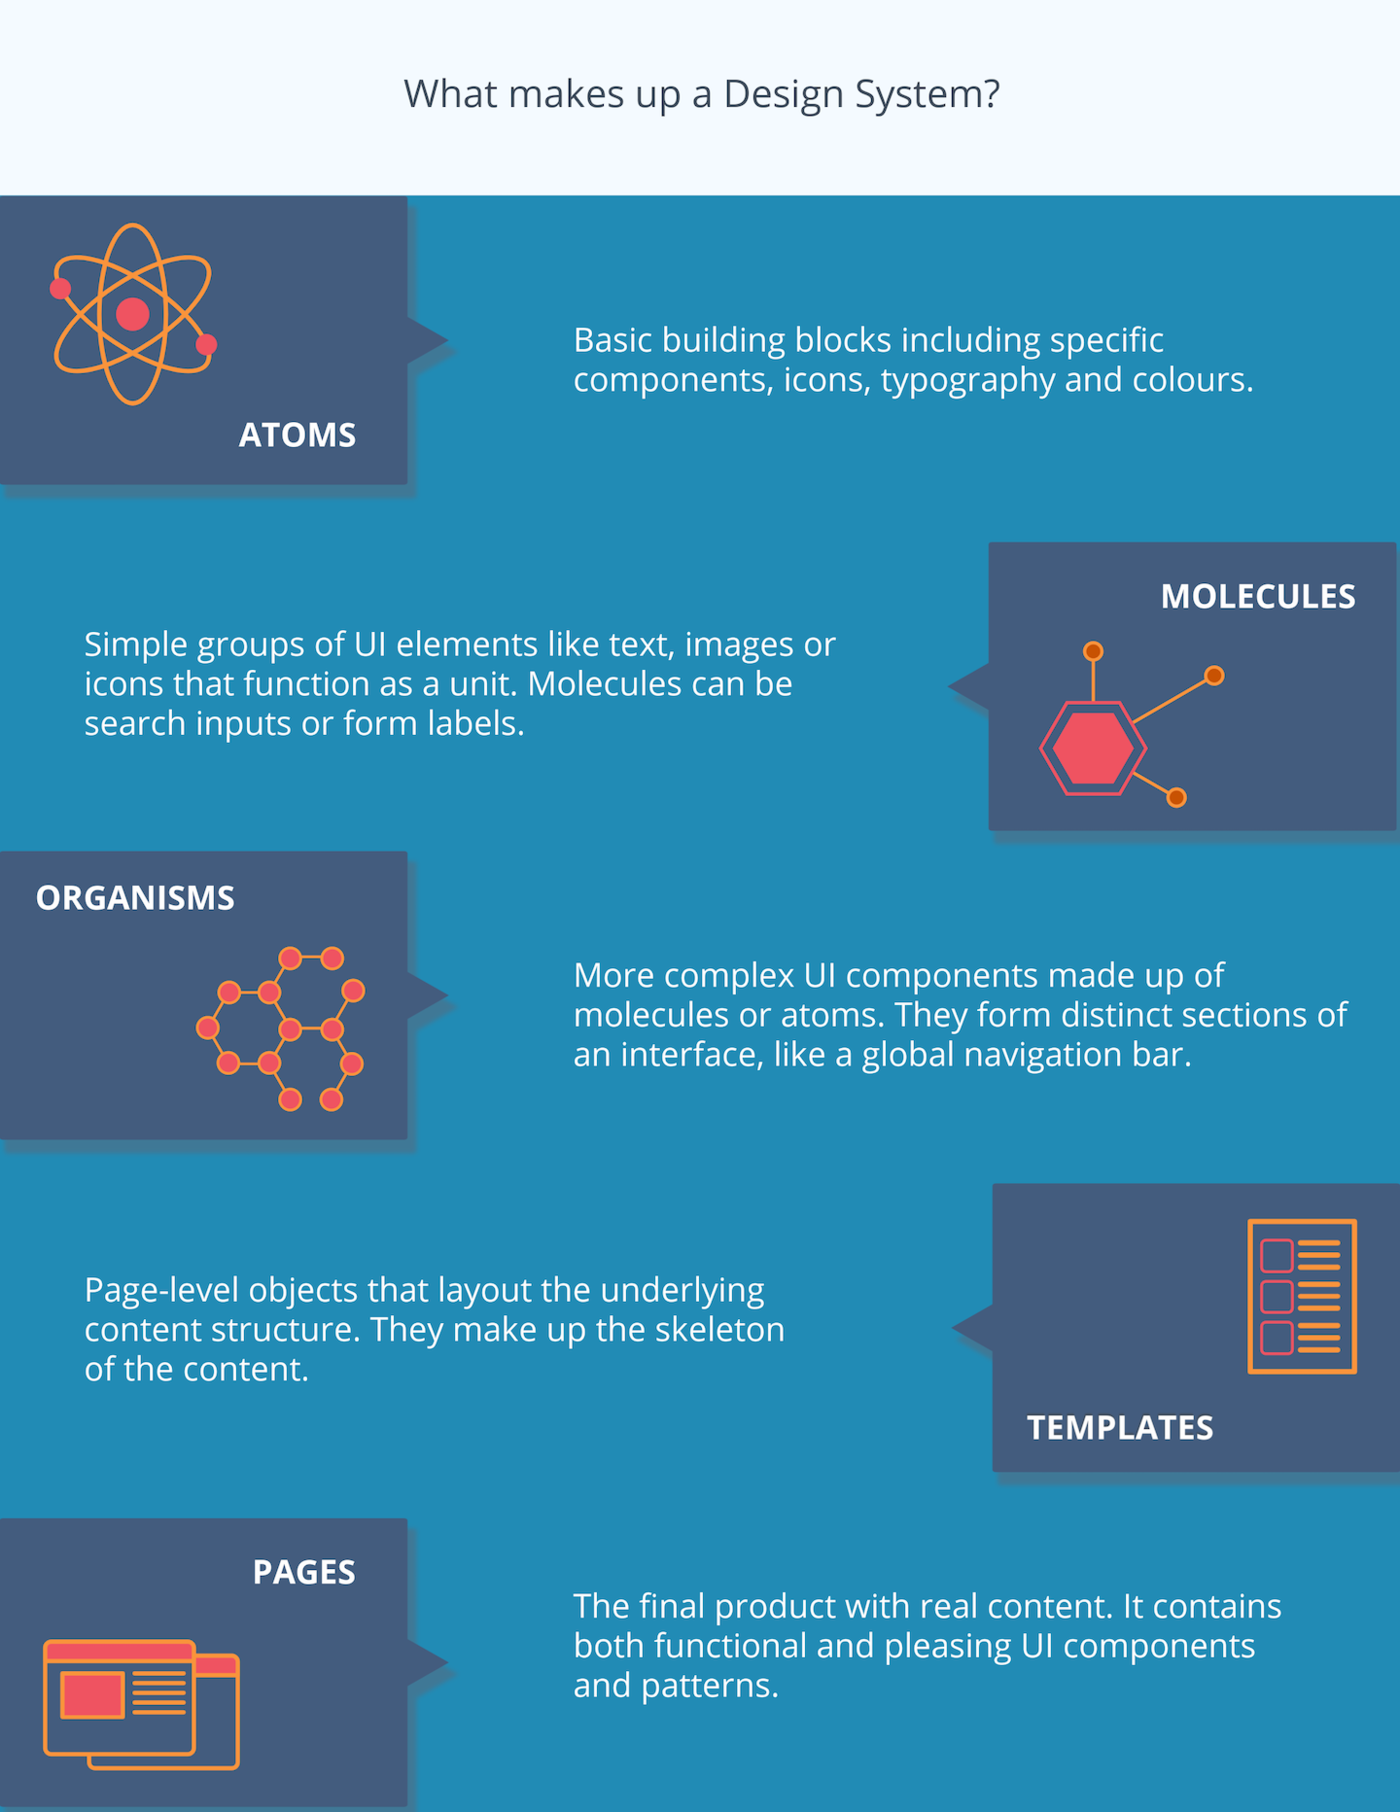 What makes up a Design System?
ATOMS
Basic building blocks including specific
components, icons, typography and colours.
MOLECULES
Simple groups of UI elements like text, images or
icons that function as a unit. Molecules can be
search inputs or form labels.
ORGANISMS
More complex UI components made up of
molecules or atoms. They form distinct sections of
an interface, like a global navigation bar.
TEMPLATES
Page-level objects that layout the underlying
content structure. They make up the skeleton
of the content.
PAGES
The final product with real content. It contains
both functional and pleasing UI components
and patterns.